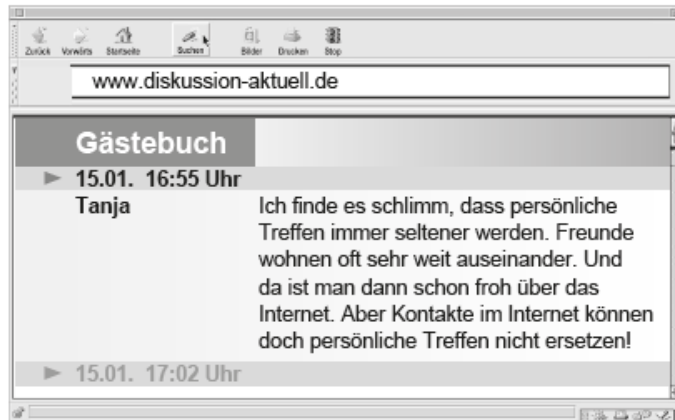 Zurück Vorwärts Startseite Suchen Bilder Drucken Stop
www.diskussion-aktuell.de
Gästebuch
15.01. 16:55 Uhr
Tanja
Ich finde es schlimm, dass persönliche
Treffen immer seltener werden. Freunde
wohnen oft sehr weit auseinander. Und
da ist man dann schon froh über das
Internet. Aber Kontakte im Internet können
doch persönliche Treffen nicht ersetzen!
15.01. 17:02 Uhr